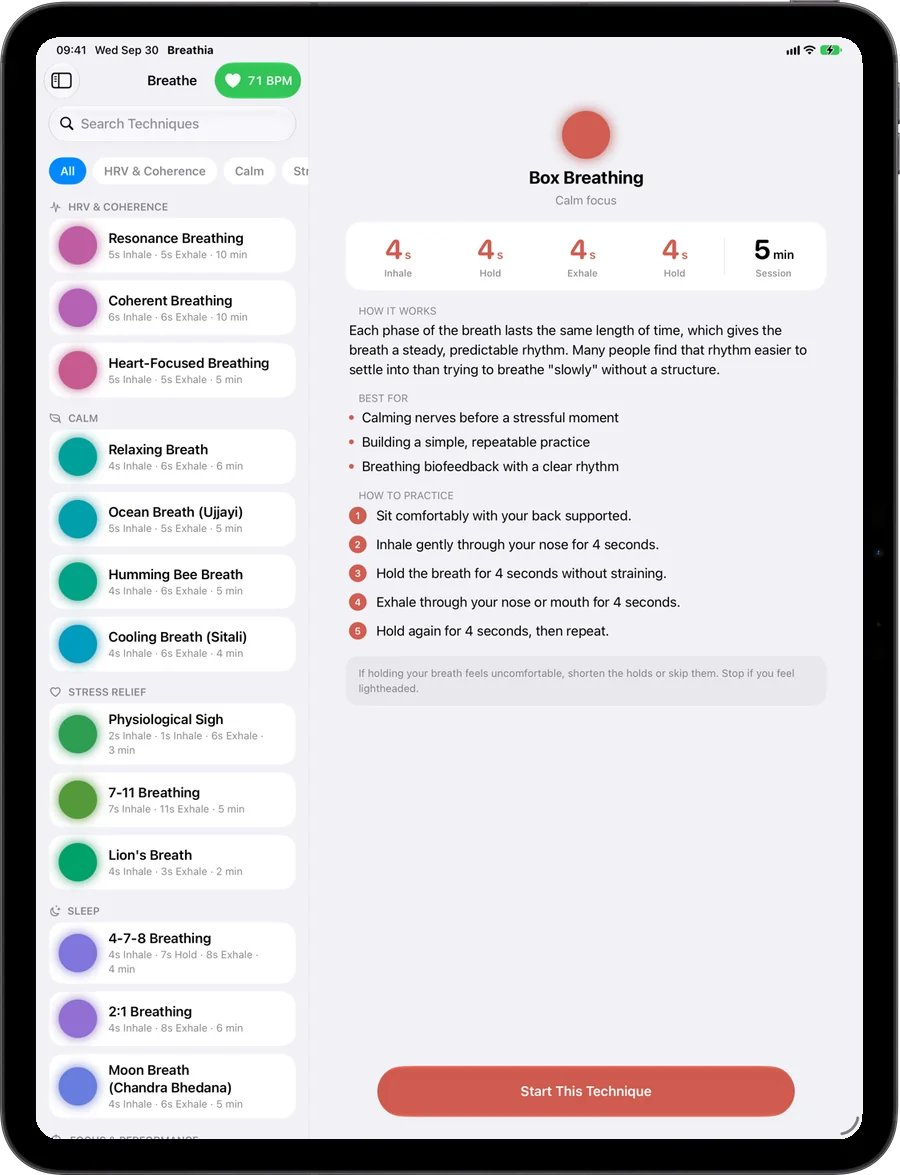 09:41 Wed Sep 30 Breathia
Breathe
71 BPM
Search Techniques
All
HRV & Coherence
Calm
HRV & COHERENCE
Resonance Breathing
5s Inhale · 5s Exhale · 10 min
Coherent Breathing
6s Inhale · 6s Exhale · 10 min
Heart-Focused Breathing
5s Inhale · 5s Exhale · 5 min
CALM
Relaxing Breath
4s Inhale · 6s Exhale · 6 min
Ocean Breath (Ujjayi)
5s Inhale · 5s Exhale · 5 min
Humming Bee Breath
4s Inhale · 6s Exhale · 5 min
Cooling Breath (Sitali)
4s Inhale · 6s Exhale · 4 min
STRESS RELIEF
Physiological Sigh
2s Inhale · 1s Inhale · 6s Exhale ·
3 min
7-11 Breathing
7s Inhale · 11s Exhale · 5 min
Lion's Breath
4s Inhale · 3s Exhale · 2 min
SLEEP
4-7-8 Breathing
4s Inhale · 7s Hold · 8s Exhale ·
4 min
2:1 Breathing
4s Inhale · 8s Exhale · 6 min
Moon Breath
(Chandra Bhedana)
4s Inhale · 6s Exhale · 5 min
FOCUS & PERFORMANCE
Box Breathing
Calm focus
4 s
Inhale
4 s
Hold
4 s
Exhale
4 s
Hold
5 min
Session
HOW IT WORKS
Each phase of the breath lasts the same length of time, which gives the
breath a steady, predictable rhythm. Many people find that rhythm easier to
settle into than trying to breathe "slowly" without a structure.
BEST FOR
• Calming nerves before a stressful moment
• Building a simple, repeatable practice
• Breathing biofeedback with a clear rhythm
HOW TO PRACTICE
1 Sit comfortably with your back supported.
2 Inhale gently through your nose for 4 seconds.
3 Hold the breath for 4 seconds without straining.
4 Exhale through your nose or mouth for 4 seconds.
5 Hold again for 4 seconds, then repeat.
If holding your breath feels uncomfortable, shorten the holds or skip them. Stop if you feel
lightheaded.
Start This Technique